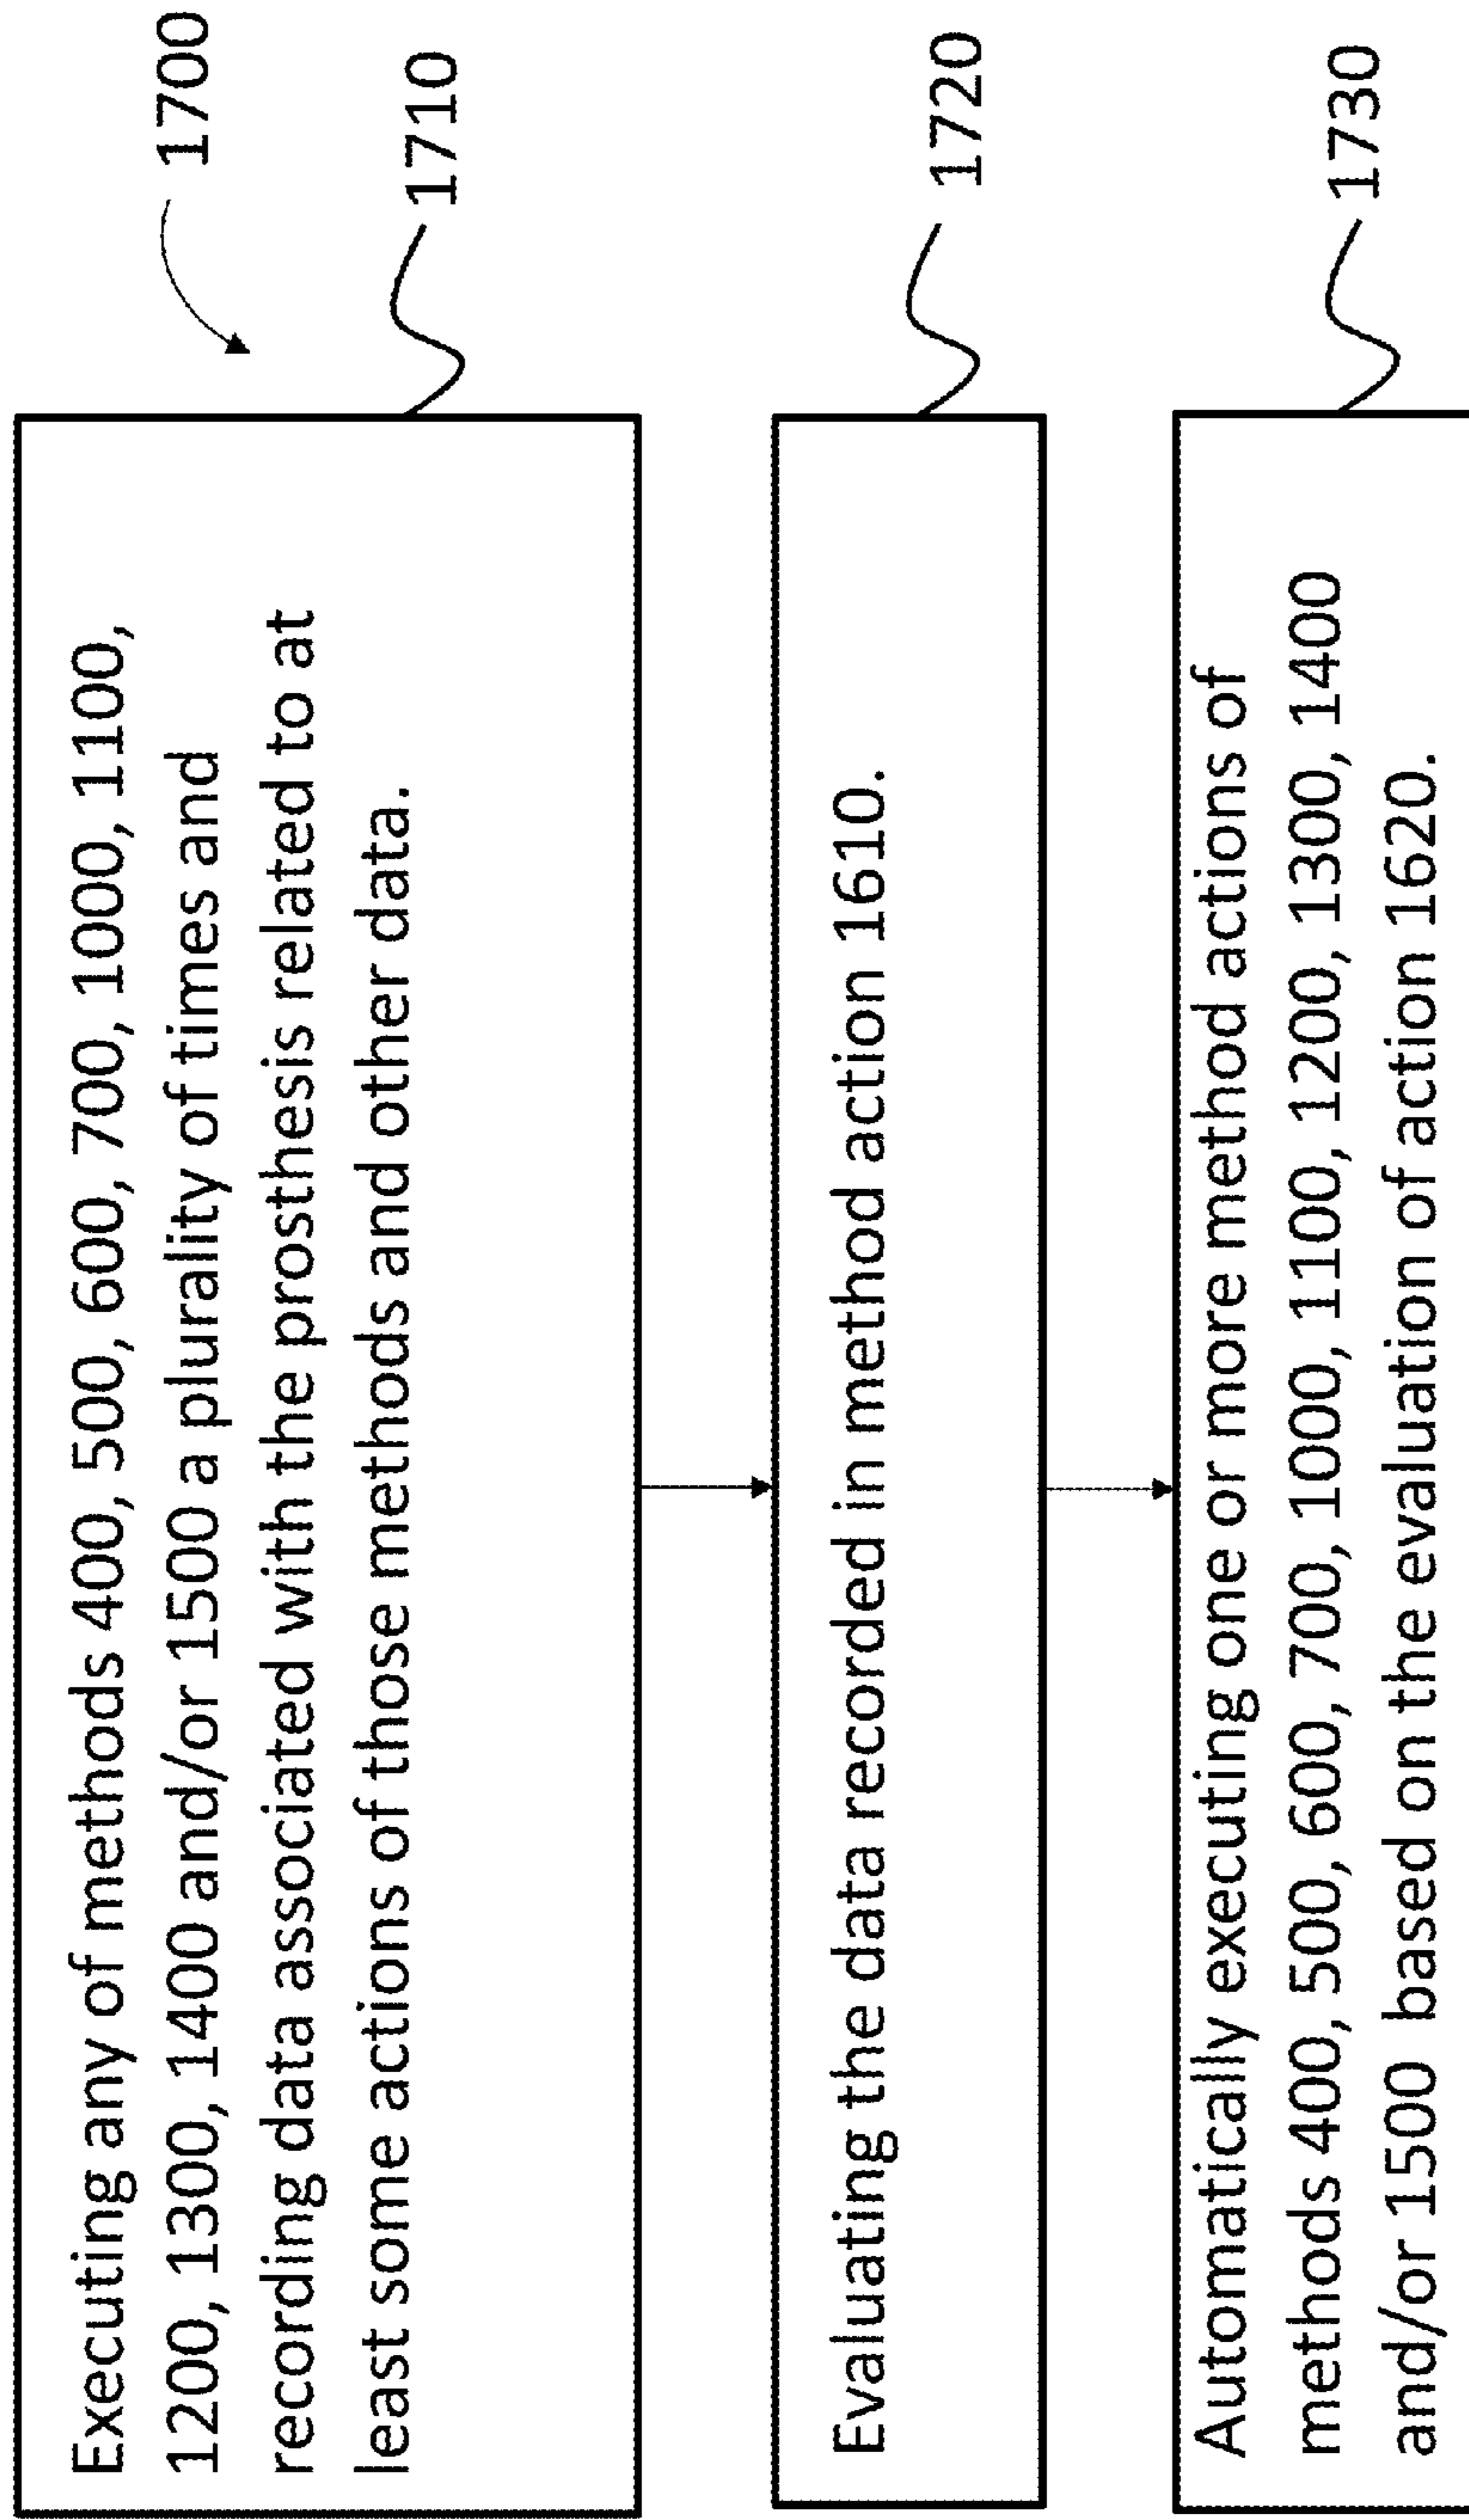 1700
Executing any of methods 400, 500, 600, 700, 1000, 1100,
1200, 1300, 1400 and/or 1500 a plurality of times and
recording data associated with the prosthesis related to at
least some actions of those methods and other data.
1710
Evaluating the data recorded in method action 1610.
1720
Automatically executing one or more method actions of
methods 400, 500, 600, 700, 1000, 1100, 1200, 1300, 1400
and/or 1500 based on the evaluation of action 1620.
1730